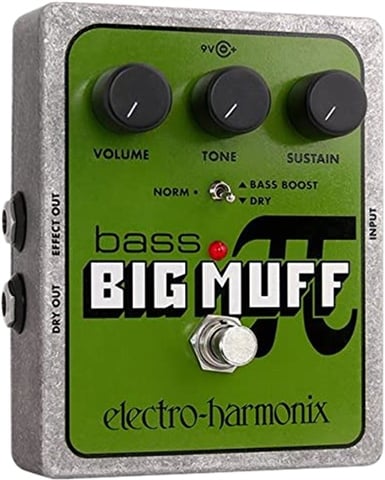 9V +
VOLUME TONE SUSTAIN
NORM • ▲ BASS BOOST
▼ DRY
EFFECT OUT
DRY OUT
INPUT
bass
BIG MUFF
π
electro-harmonix